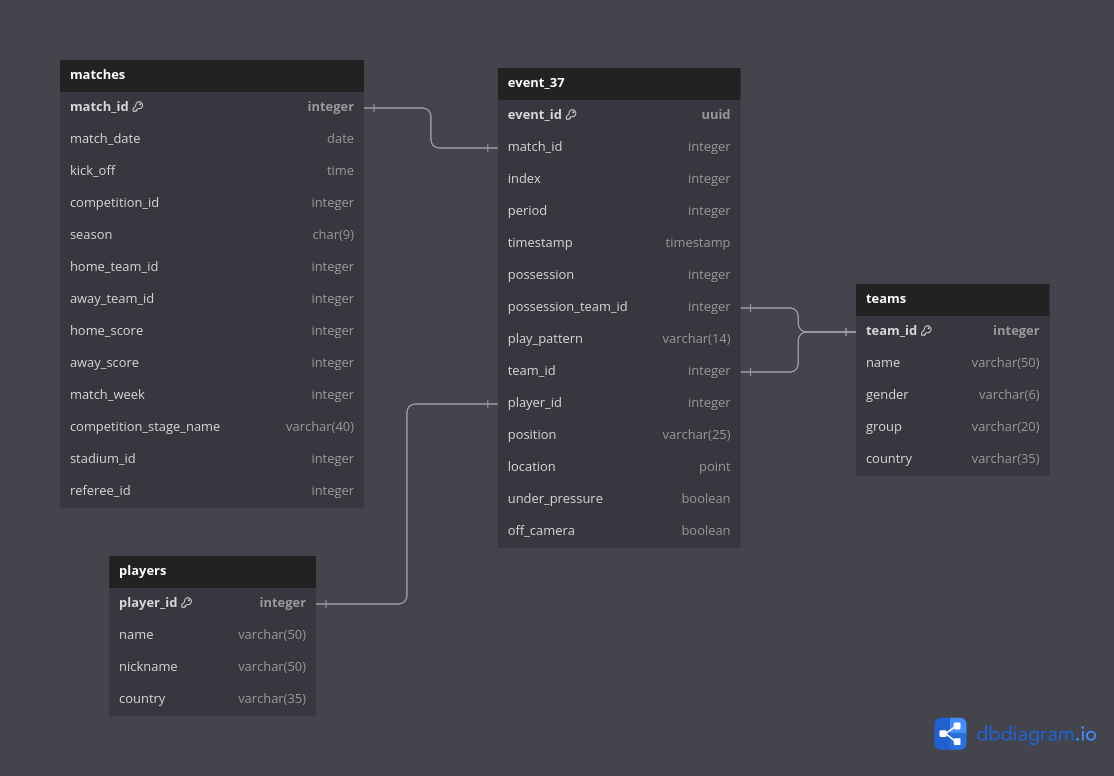 matches
match_id integer
match_date date
kick_off time
competition_id integer
season char(9)
home_team_id integer
away_team_id integer
home_score integer
away_score integer
match_week integer
competition_stage_name varchar(40)
stadium_id integer
referee_id integer
event_37
event_id uuid
match_id integer
index integer
period integer
timestamp timestamp
possession integer
possession_team_id integer
play_pattern varchar(14)
team_id integer
player_id integer
position varchar(25)
location point
under_pressure boolean
off_camera boolean
teams
team_id integer
name varchar(50)
gender varchar(6)
group varchar(20)
country varchar(35)
players
player_id integer
name varchar(50)
nickname varchar(50)
country varchar(35)
dbdiagram.io